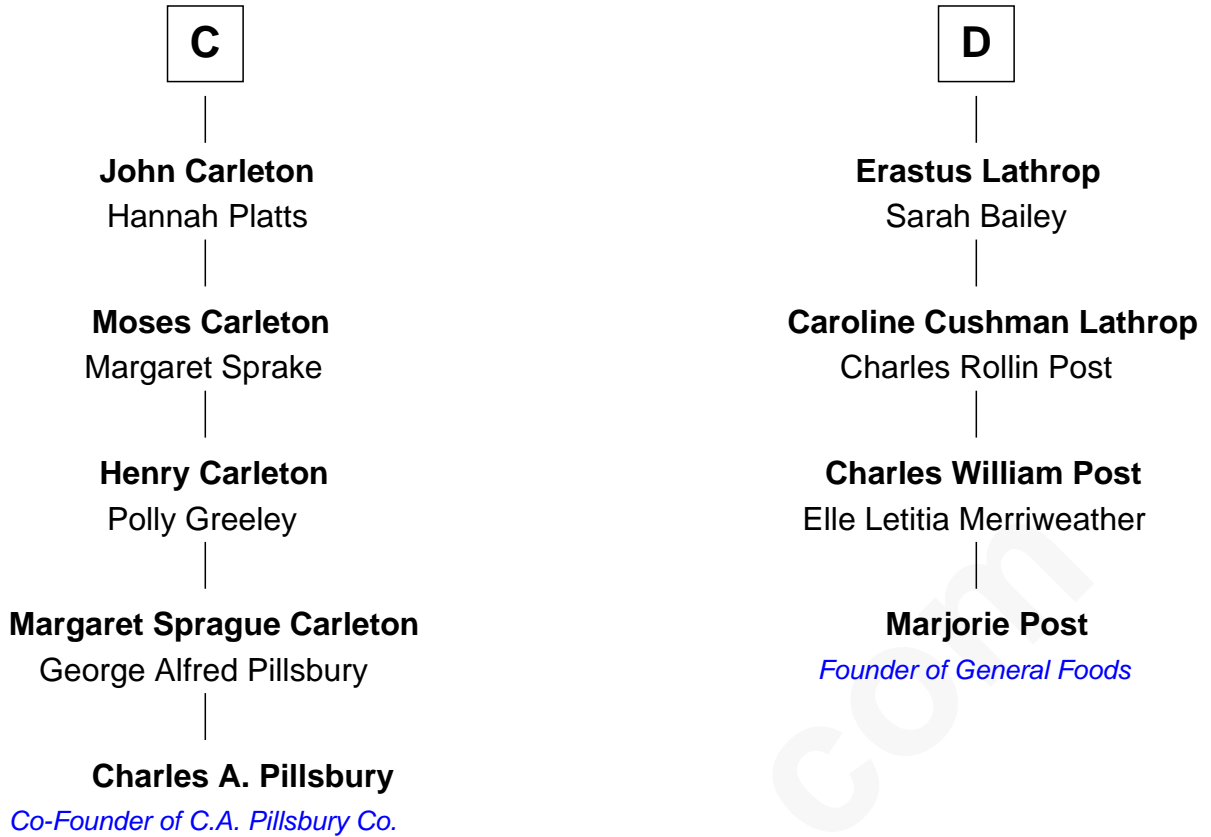 C
John Carleton
Hannah Platts
Moses Carleton
Margaret Sprake
Henry Carleton
Polly Greeley
Margaret Sprague Carleton
George Alfred Pillsbury
Charles A. Pillsbury
Co-Founder of C.A. Pillsbury Co.
D
Erastus Lathrop
Sarah Bailey
Caroline Cushman Lathrop
Charles Rollin Post
Charles William Post
Elle Letitia Merriweather
Marjorie Post
Founder of General Foods
com